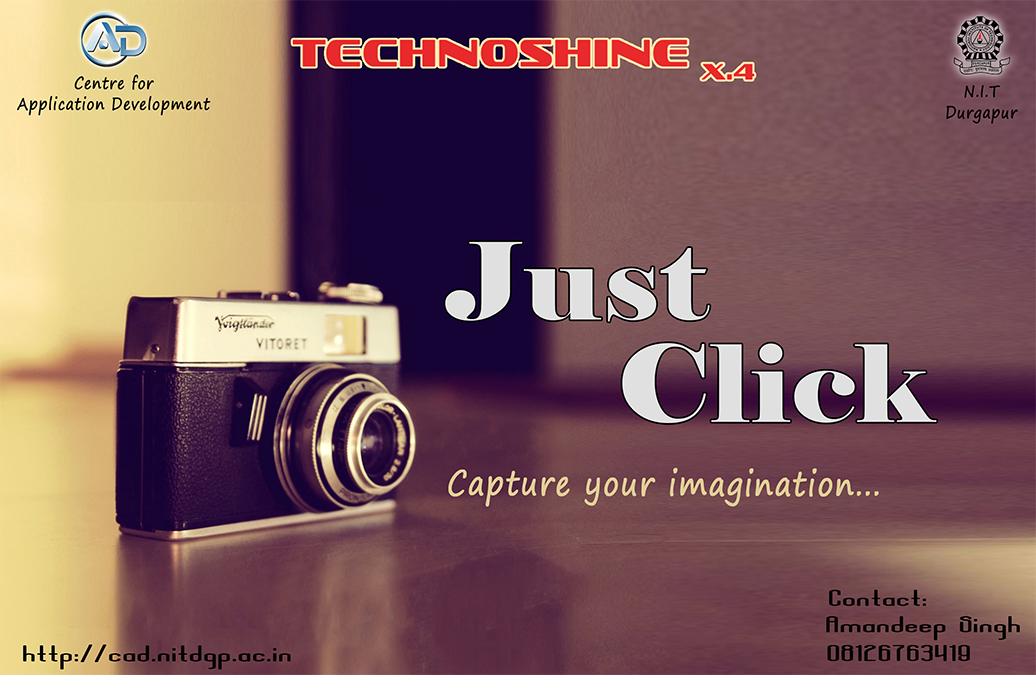 AD
Centre for
Application Development
TECHNOSHINE
X.4
N.I.T
Durgapur
Just
Click
Capture your imagination...
Voigtländer
VITORET
http://cad.nitdgp.ac.in
Contact:
Amandeep Singh
08126763419